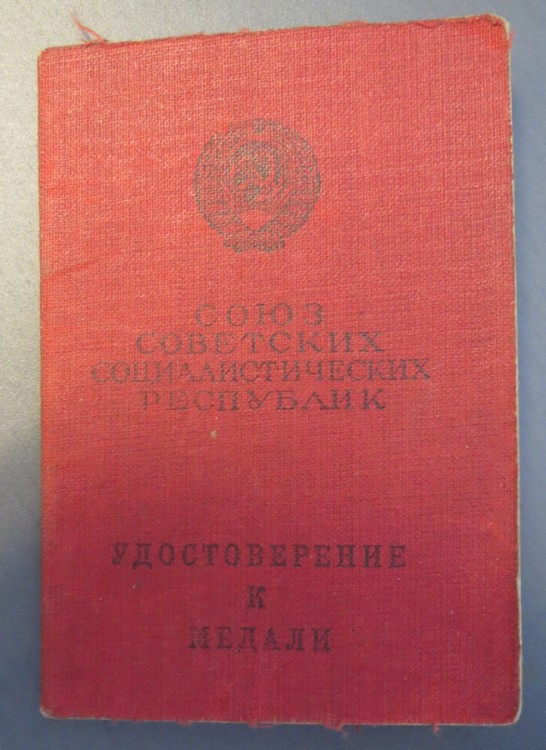 СОЮЗ
СОВЕТСКИХ
СОЦИАЛИСТИЧЕСКИХ
РЕСПУБЛИК
УДОСТОВЕРЕНИЕ
К
МЕДАЛИ